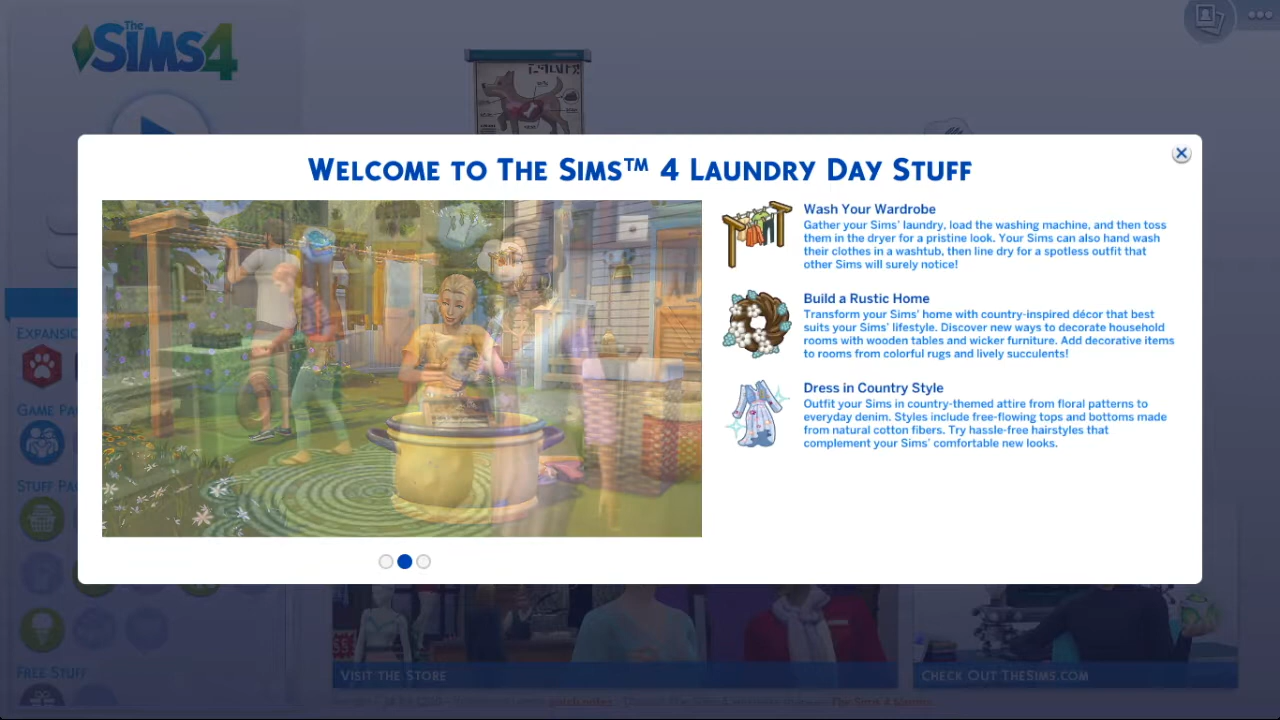 The
SiMS4
WELCOME TO THE SIMS™ 4 LAUNDRY DAY STUFF
Wash Your Wardrobe
Gather your Sims' laundry, load the washing machine, and then toss
them in the dryer for a pristine look. Your Sims can also hand wash
their clothes in a washtub, then line dry for a spotless outfit that
other Sims will surely notice!
Build a Rustic Home
Transform your Sims' home with country-inspired décor that best
suits your Sims' lifestyle. Discover new ways to decorate household
rooms with wooden tables and wicker furniture. Add decorative items
to rooms from colorful rugs and lively succulents!
Dress in Country Style
Outfit your Sims in country-themed attire from floral patterns to
everyday denim. Styles include free-flowing tops and bottoms made
from natural cotton fibers. Try hassle-free hairstyles that
complement your Sims' comfortable new looks.
GAME PA
STUFF PA
FREE STUFF
VISIT THE STORE
CHECK OUT THESIMS.COM